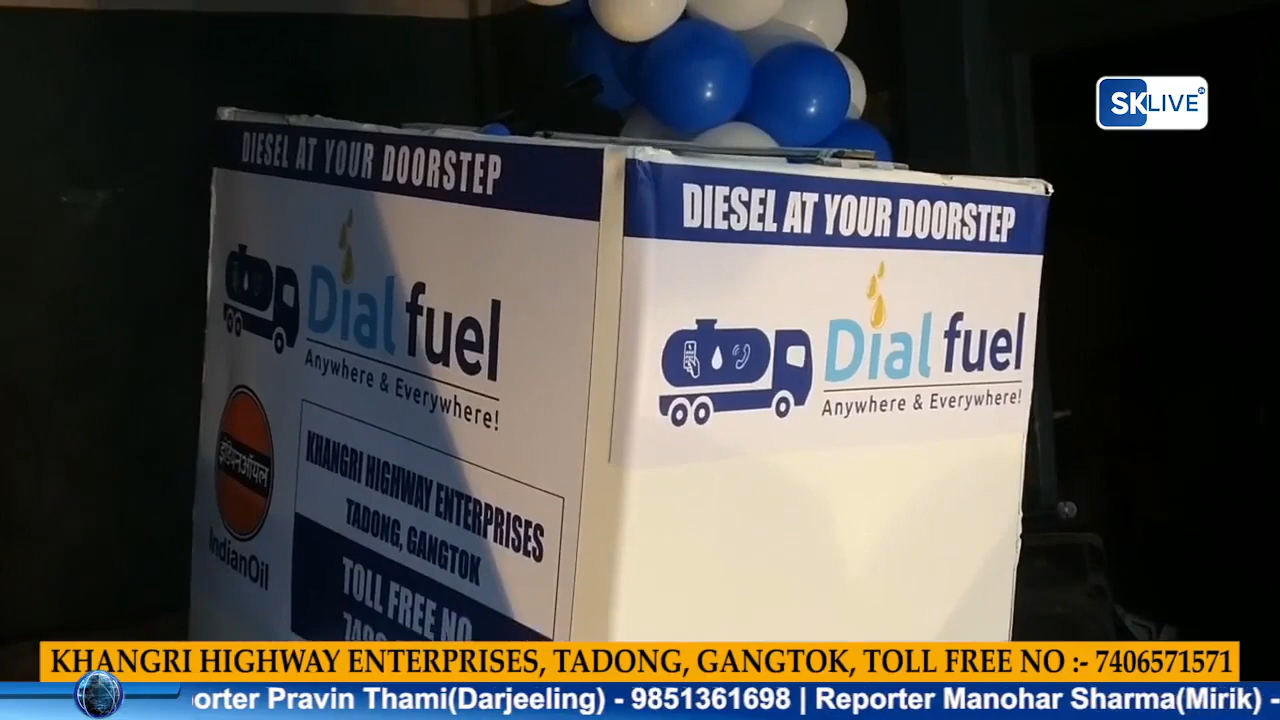 SKLIVE
DIESEL AT YOUR DOORSTEP
Dial fuel
Anywhere & Everywhere!
इंडियनऑयल
IndianOil
KHANGRI HIGHWAY ENTERPRISES
TADONG, GANGTOK
TOLL FREE NO
DIESEL AT YOUR DOORSTEP
Dial fuel
Anywhere & Everywhere!
KHANGRI HIGHWAY ENTERPRISES, TADONG, GANGTOK, TOLL FREE NO :- 7406571571
orter Pravin Thami(Darjeeling) - 9851361698 | Reporter Manohar Sharma(Mirik) -